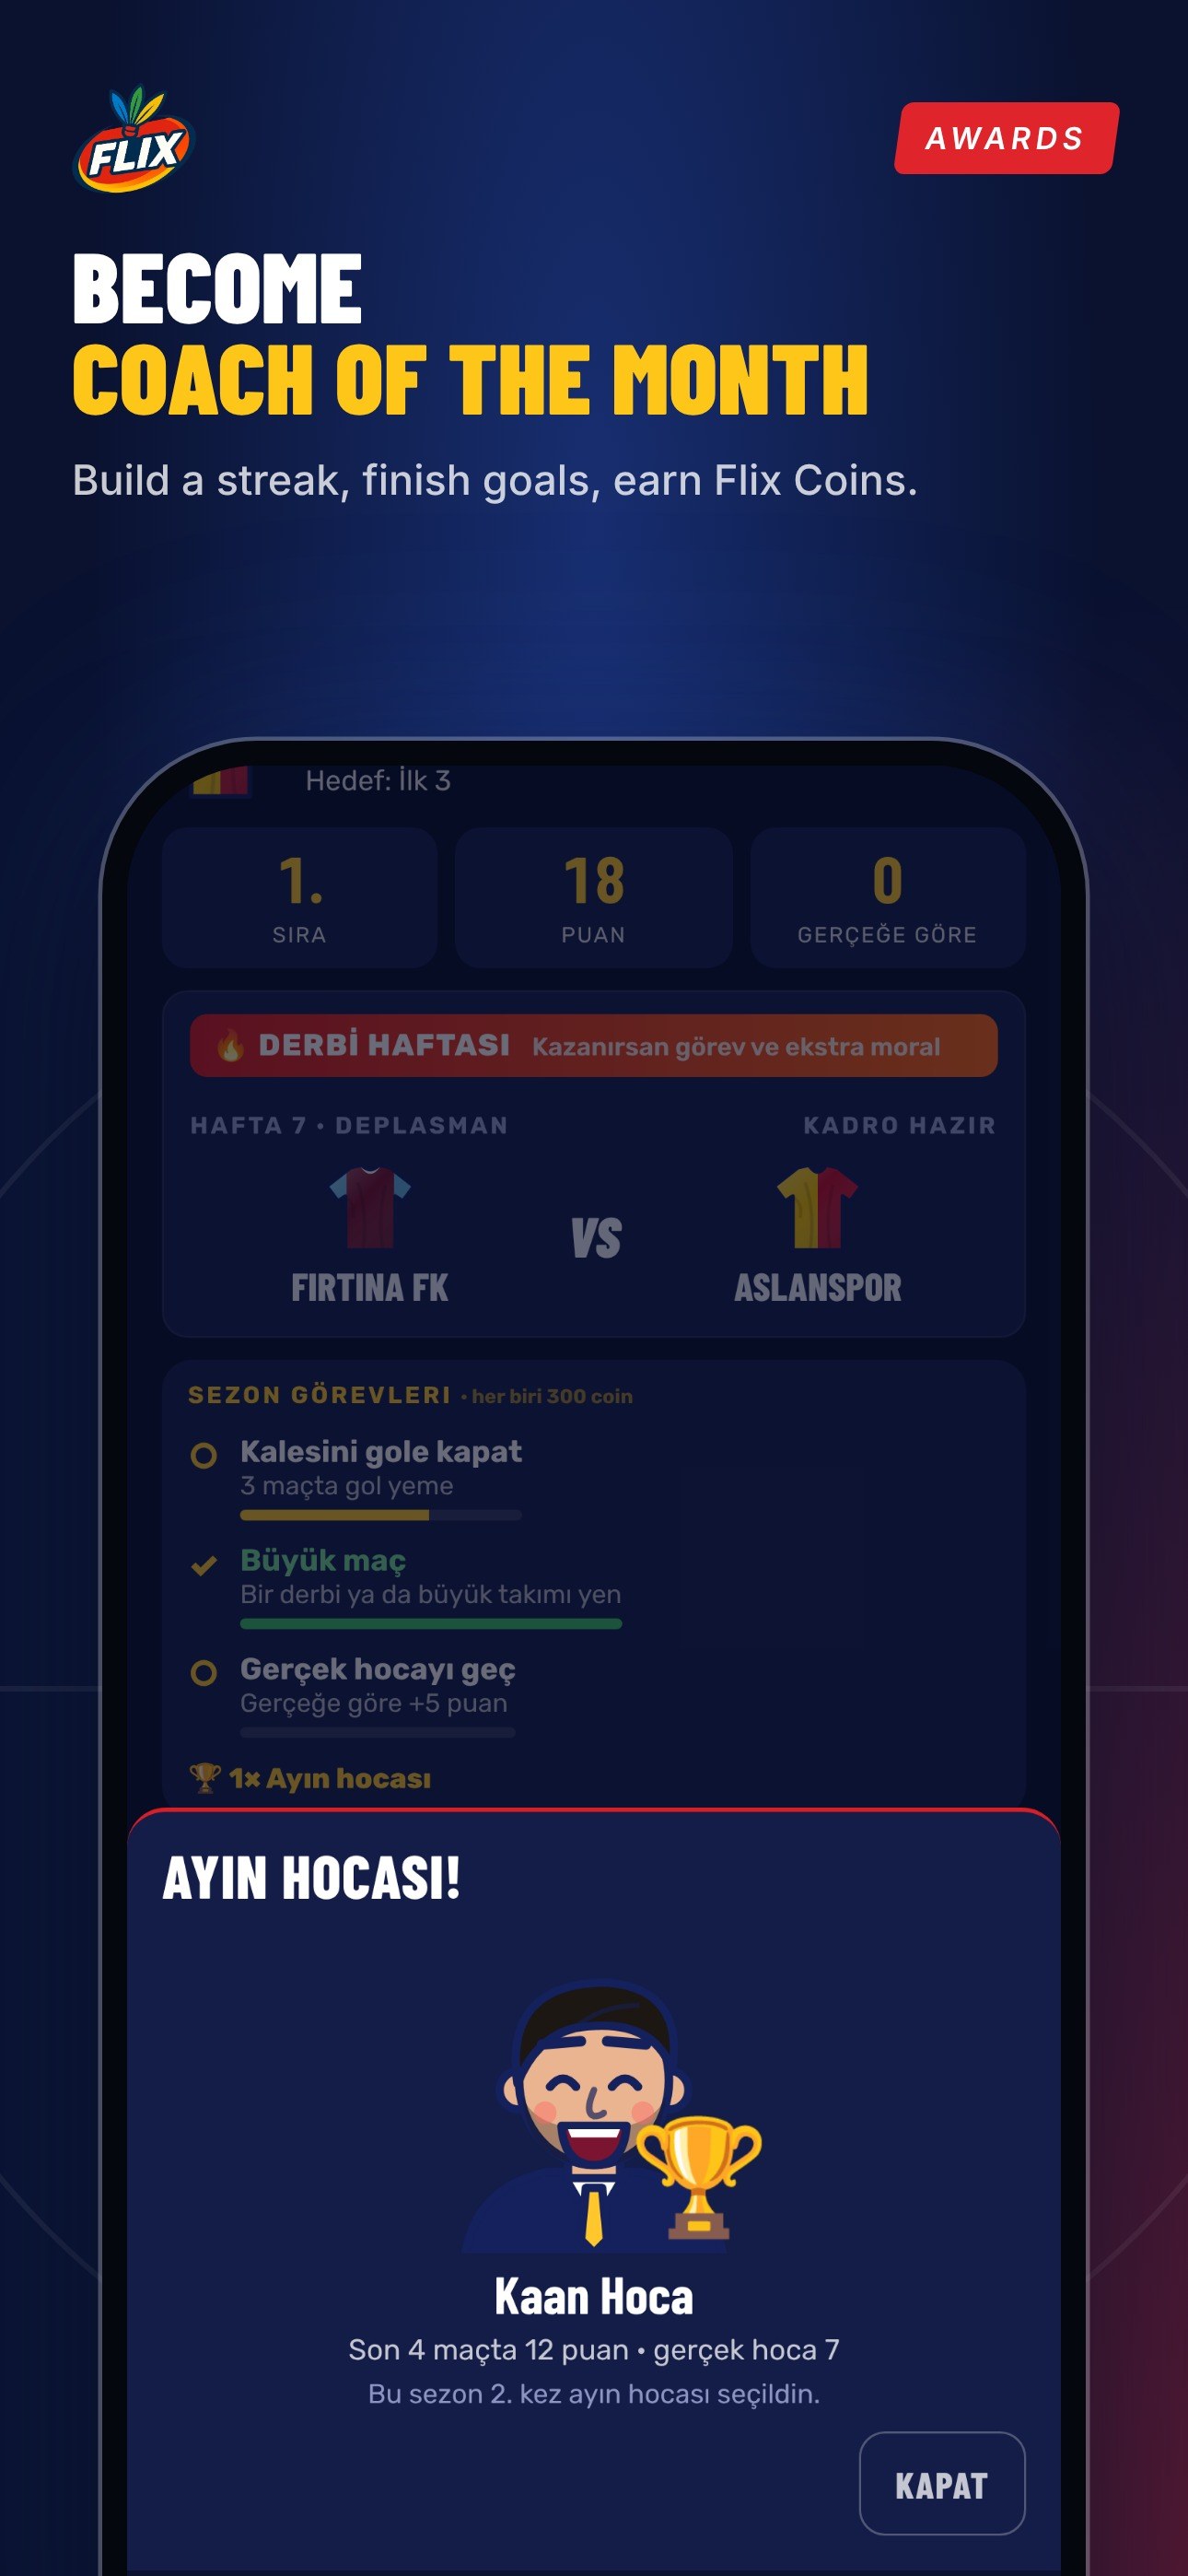 FLIX
AWARDS
BECOME
COACH OF THE MONTH
Build a streak, finish goals, earn Flix Coins.
Hedef: İlk 3
1.
SIRA
18
PUAN
0
GERÇEĞE GÖRE
🔥 DERBİ HAFTASI Kazanırsan görev ve ekstra moral
HAFTA 7 • DEPLASMAN
KADRO HAZIR
FIRTINA FK
VS
ASLANSPOR
SEZON GÖREVLERI • her biri 300 coin
Kalesini gole kapat
3 maçta gol yeme
Büyük maç
Bir derbi ya da büyük takımı yen
Gerçek hocayı geç
Gerçeğe göre +5 puan
🏆 1× Ayın hocası
AYIN HOCASI!
Kaan Hoca
Son 4 maçta 12 puan • gerçek hoca 7
Bu sezon 2. kez ayın hocası seçildin.
KAPAT